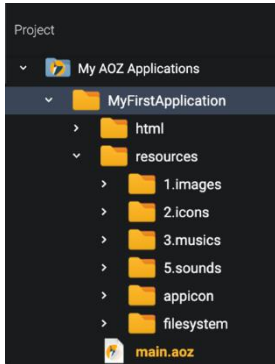 Project
My AOZ Applications
MyFirstApplication
html
resources
1.images
2.icons
3.musics
5.sounds
appicon
filesystem
main.aoz